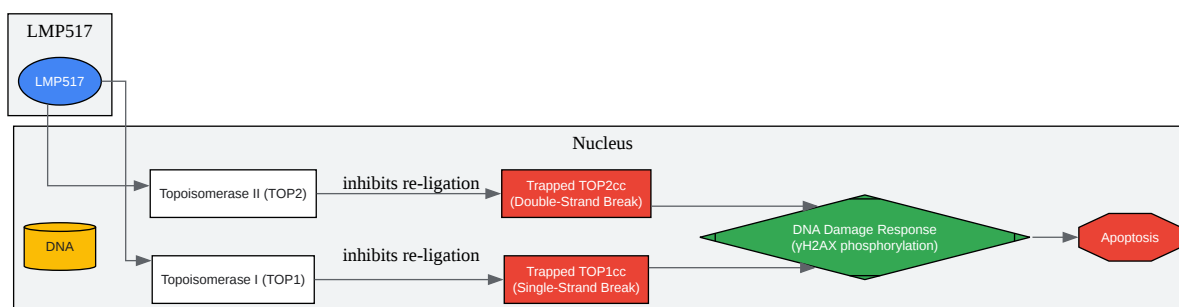 LMP517
LMP517
Nucleus
Topoisomerase II (TOP2)
inhibits re-ligation
Trapped TOP2cc
(Double-Strand Break)
DNA
DNA Damage Response
(γH2AX phosphorylation)
Apoptosis
Topoisomerase I (TOP1)
inhibits re-ligation
Trapped TOP1cc
(Single-Strand Break)